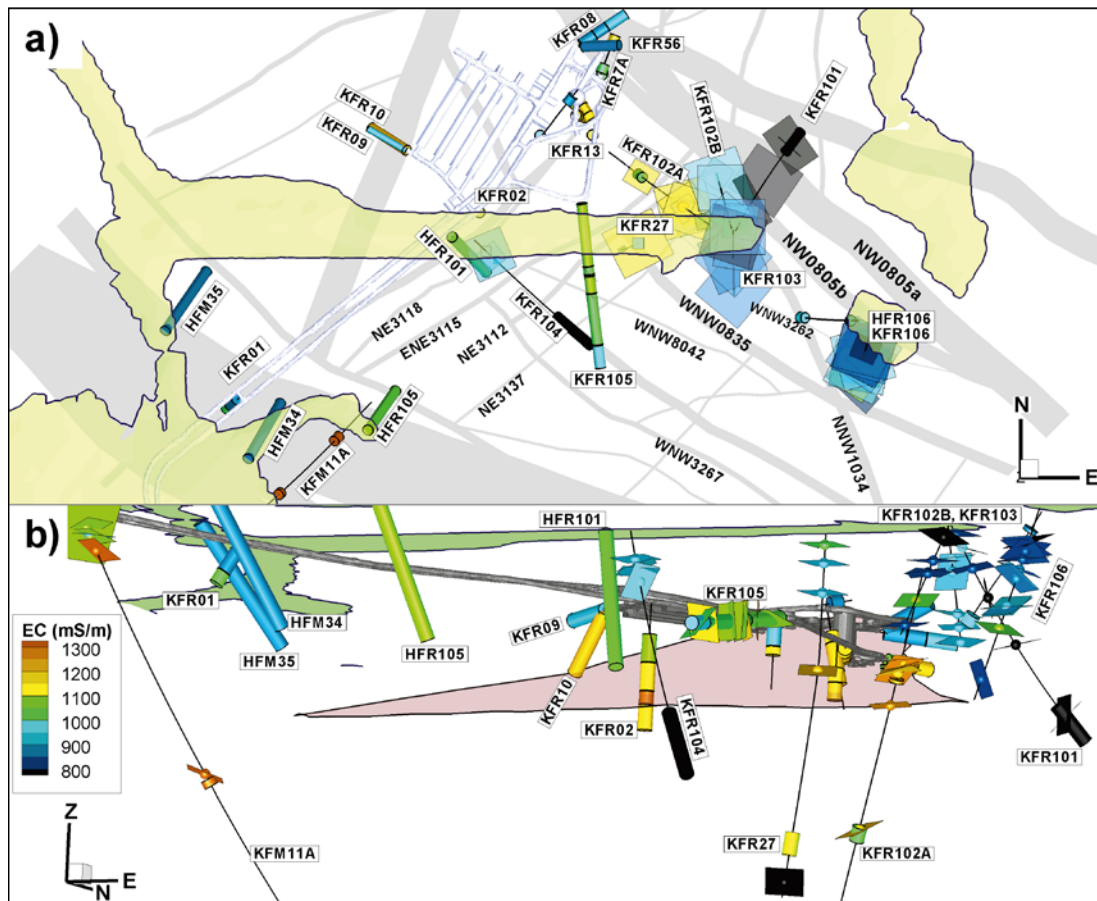 a)
KFR08
KFR56
KFR7A
KFR10
KFR09
KFR13
KFR102B
KFR101
KFR102A
KFR02
KFR27
HFR101
KFR103
NW0805b
NW0805a
HFM35
NE3118
ENE3115
NE3112
KFR104
WNW8042
WNW0835
WNW3262
HFR106
KFR106
KFR01
KFR105
NE3137
HFR105
HFM34
KFM11A
WNW3267
NNW1034
N
E
b)
HFR101
KFR102B, KFR103
KFR01
HFM34
HFM35
HFR105
KFR09
KFR105
KFR106
KFR10
KFR02
KFR104
KFR101
EC (mS/m)
1300
1200
1100
1000
900
800
KFR27
KFR102A
KFM11A
Z
E
N